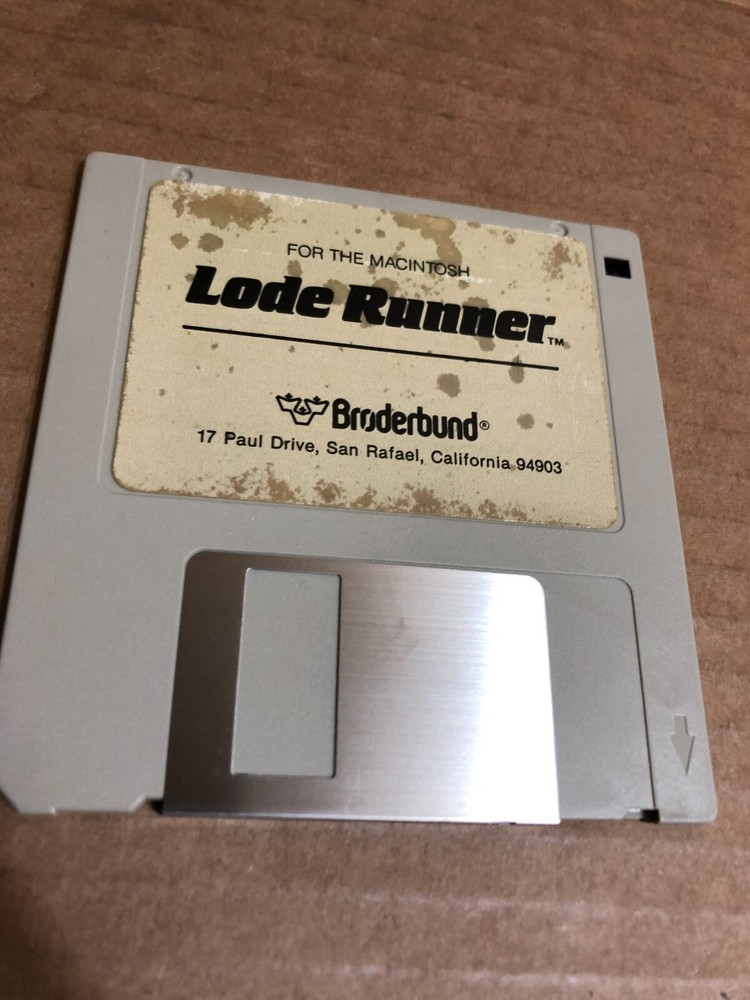 FOR THE MACINTOSH
Lode Runner™
Brøderbund®
17 Paul Drive, San Rafael, California 94903